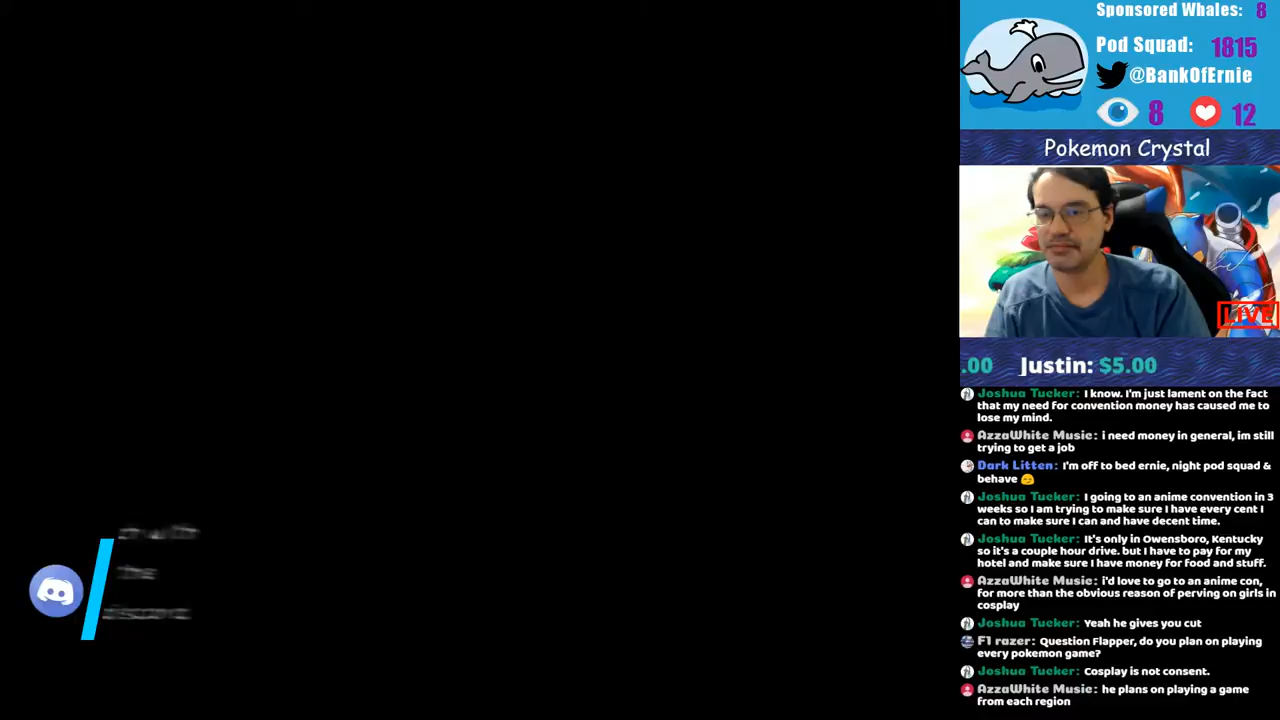 Sponsored Whales: 8
Pod Squad: 1815
@BankOfErnie
8 12
Pokemon Crystal
LIVE
.00 Justin: $5.00
Joshua Tucker: I know. I'm just lament on the fact
that my need for convention money has caused me to
lose my mind.
AzzaWhite Music: i need money in general, im still
trying to get a job
Dark Litten: I'm off to bed ernie, night pod squad &
behave 😏
Joshua Tucker: I going to an anime convention in 3
weeks so I am trying to make sure I have every cent I
can to make sure I can and have decent time.
Joshua Tucker: It's only in Owensboro, Kentucky
so it's a couple hour drive. but I have to pay for my
hotel and make sure I have money for food and stuff.
AzzaWhite Music: i'd love to go to an anime con,
for more than the obvious reason of perving on girls in
cosplay
Joshua Tucker: Yeah he gives you cut
F1 razer: Question Flapper, do you plan on playing
every pokemon game?
Joshua Tucker: Cosplay is not consent.
AzzaWhite Music: he plans on playing a game
from each region